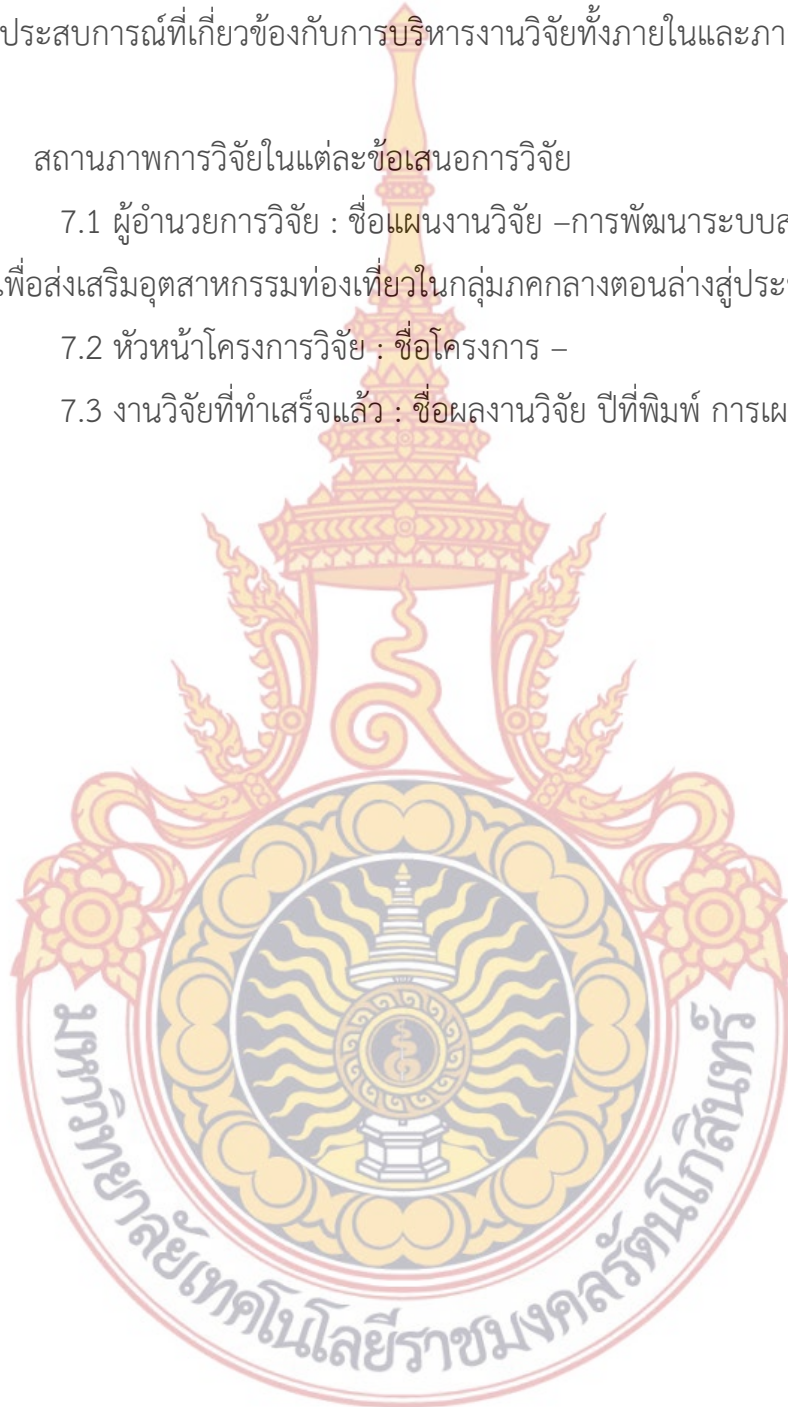 ประสบการณ์ที่เกี่ยวข้องกับการบริหารงานวิจัยทั้งภายในและภา
สถานภาพการวิจัยในแต่ละข้อเสนอการวิจัย
7.1 ผู้อำนวยการวิจัย : ชื่อแผนงานวิจัย –การพัฒนาระบบส
เพื่อส่งเสริมอุตสาหกรรมท่องเที่ยวในกลุ่มภคกลางตอนล่างสู่ประช
7.2 หัวหน้าโครงการวิจัย : ชื่อโครงการ –
7.3 งานวิจัยที่ทำเสร็จแล้ว : ชื่อผลงานวิจัย ปีที่พิมพ์ การเผ
มหาวิทยาลัยเทคโนโลยีราชมงคลรัตนโกสินทร์